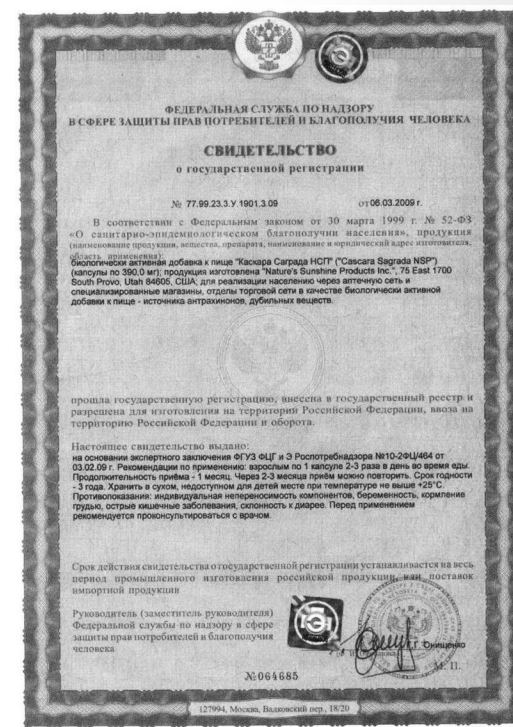 ФЕДЕРАЛЬНАЯ СЛУЖБА ПО НАДЗОРУ
В СФЕРЕ ЗАЩИТЫ ПРАВ ПОТРЕБИТЕЛЕЙ И БЛАГОПОЛУЧИЯ ЧЕЛОВЕКА
СВИДЕТЕЛЬСТВО
о государственной регистрации
№ 77.99.23.3.У.1901.3.09 от 06.03.2009 г.
В соответствии с Федеральным законом от 30 марта 1999 г. № 52-ФЗ
«О санитарно-эпидемиологическом благополучии населения», продукция
(наименование продукции, вещества, препарата, наименование и юридический адрес изготовителя,
область применения):
биологически активная добавка к пище "Каскара Саграда НСП" ("Cascara Sagrada NSP")
(капсулы по 390,0 мг); продукция изготовлена "Nature's Sunshine Products Inc.", 75 East 1700
South Provo, Utah 84605, США; для реализации населению через аптечную сеть и
специализированные магазины, отделы торговой сети в качестве биологически активной
добавки к пище - источника антрахинонов, дубильных веществ.
прошла государственную регистрацию, внесена в государственный реестр и
разрешена для изготовления на территории Российской Федерации, ввоза на
территорию Российской Федерации и оборота.
Настоящее свидетельство выдано:
на основании экспертного заключения ФГУЗ ФЦГ и Э Роспотребнадзора №10-2ФЦ/464 от
03.02.09 г. Рекомендации по применению: взрослым по 1 капсуле 2-3 раза в день во время еды.
Продолжительность приёма - 1 месяц. Через 2-3 месяца приём можно повторить. Срок годности
- 3 года. Хранить в сухом, недоступном для детей месте при температуре не выше +25°С.
Противопоказания: индивидуальная непереносимость компонентов, беременность, кормление
грудью, острые кишечные заболевания, склонность к диарее. Перед применением
рекомендуется проконсультироваться с врачом.
Срок действия свидетельства о государственной регистрации устанавливается на весь
период промышленного изготовления российской продукции или поставок
импортной продукции
Руководитель (заместитель руководителя)
Федеральной службы по надзору в сфере
защиты прав потребителей и благополучия
человека
Г.Г. Онищенко
М. П.
№064685
127994, Москва, Вадковский пер., 18/20